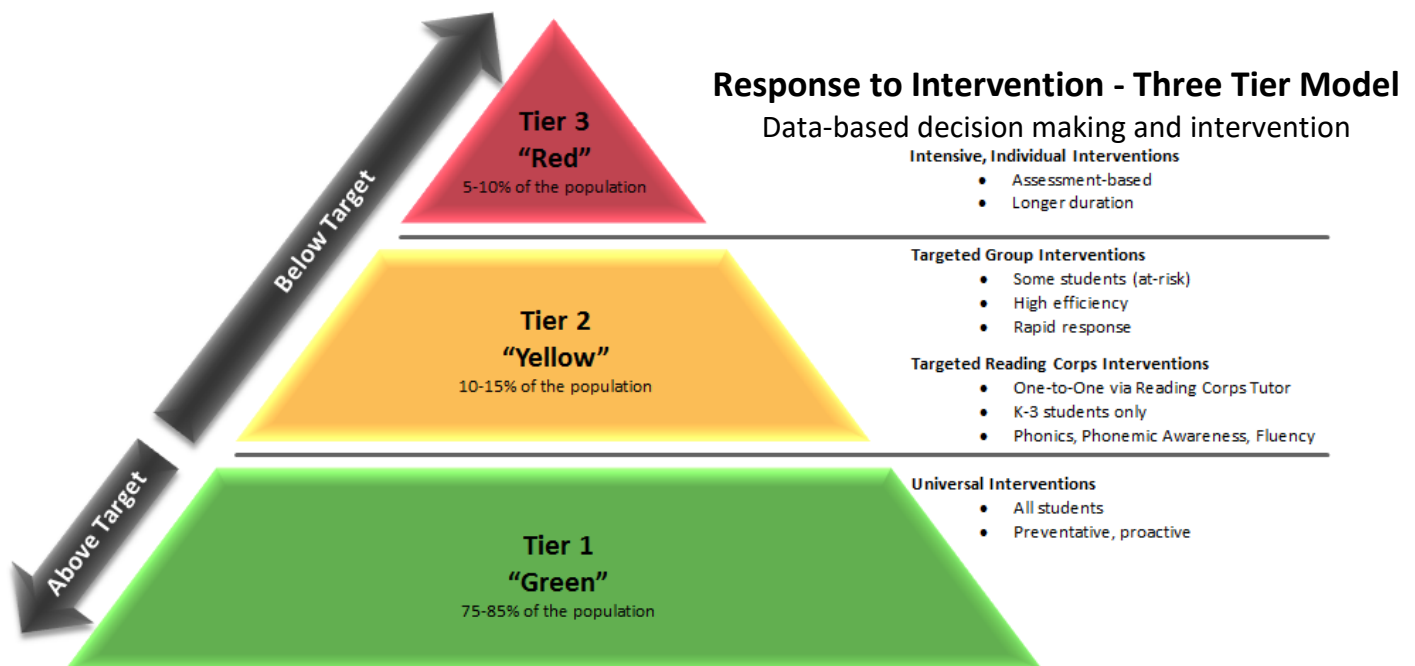 Response to Intervention - Three Tier Model
Data-based decision making and intervention
Below Target
Above Target
Tier 3
“Red”
5-10% of the population
Intensive, Individual Interventions
● Assessment-based
● Longer duration
Tier 2
“Yellow”
10-15% of the population
Targeted Group Interventions
● Some students (at-risk)
● High efficiency
● Rapid response
Targeted Reading Corps Interventions
● One-to-One via Reading Corps Tutor
● K-3 students only
● Phonics, Phonemic Awareness, Fluency
Tier 1
“Green”
75-85% of the population
Universal Interventions
● All students
● Preventative, proactive